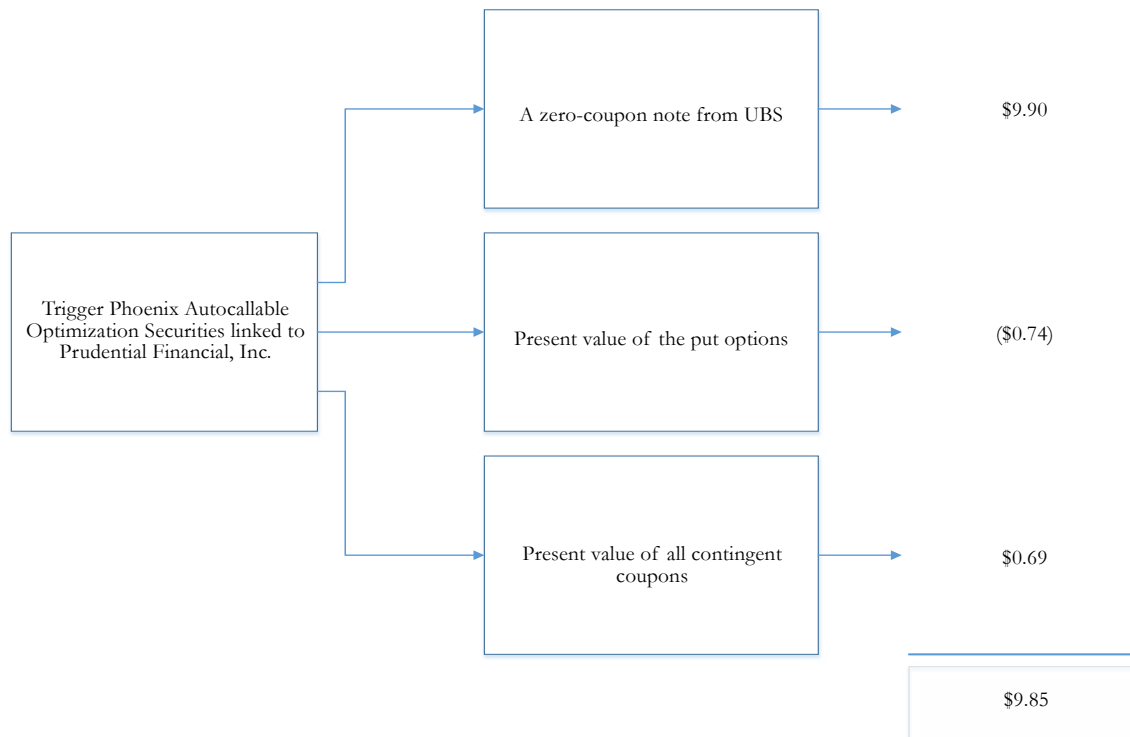 A zero-coupon note from UBS
$9.90
Trigger Phoenix Autocallable
Optimization Securities linked to
Prudential Financial, Inc.
Present value of the put options
($0.74)
Present value of all contingent
coupons
$0.69
$9.85